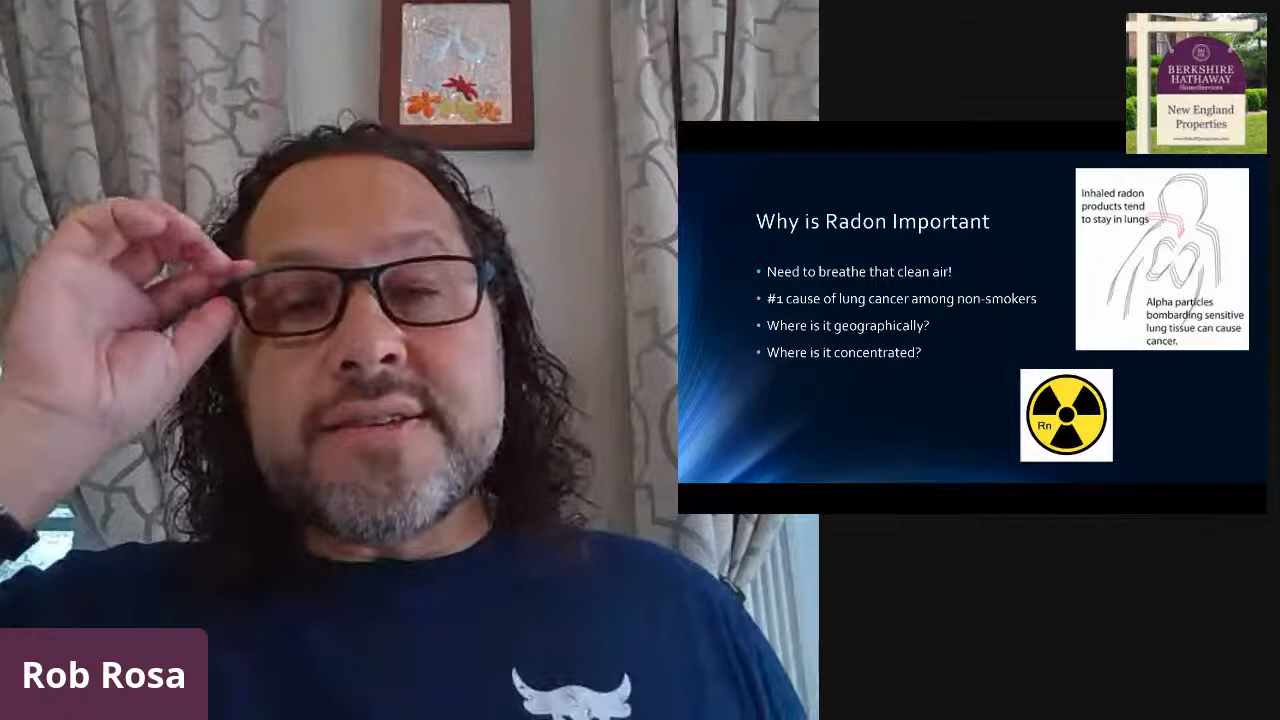 BERKSHIRE
HATHAWAY
HomeServices
New England
Properties
Why is Radon Important
Need to breathe that clean air!
#1 cause of lung cancer among non-smokers
Where is it geographically?
Where is it concentrated?
Inhaled radon
products tend
to stay in lungs
Alpha particles
bombarding sensitive
lung tissue can cause
cancer.
Rn
Rob Rosa